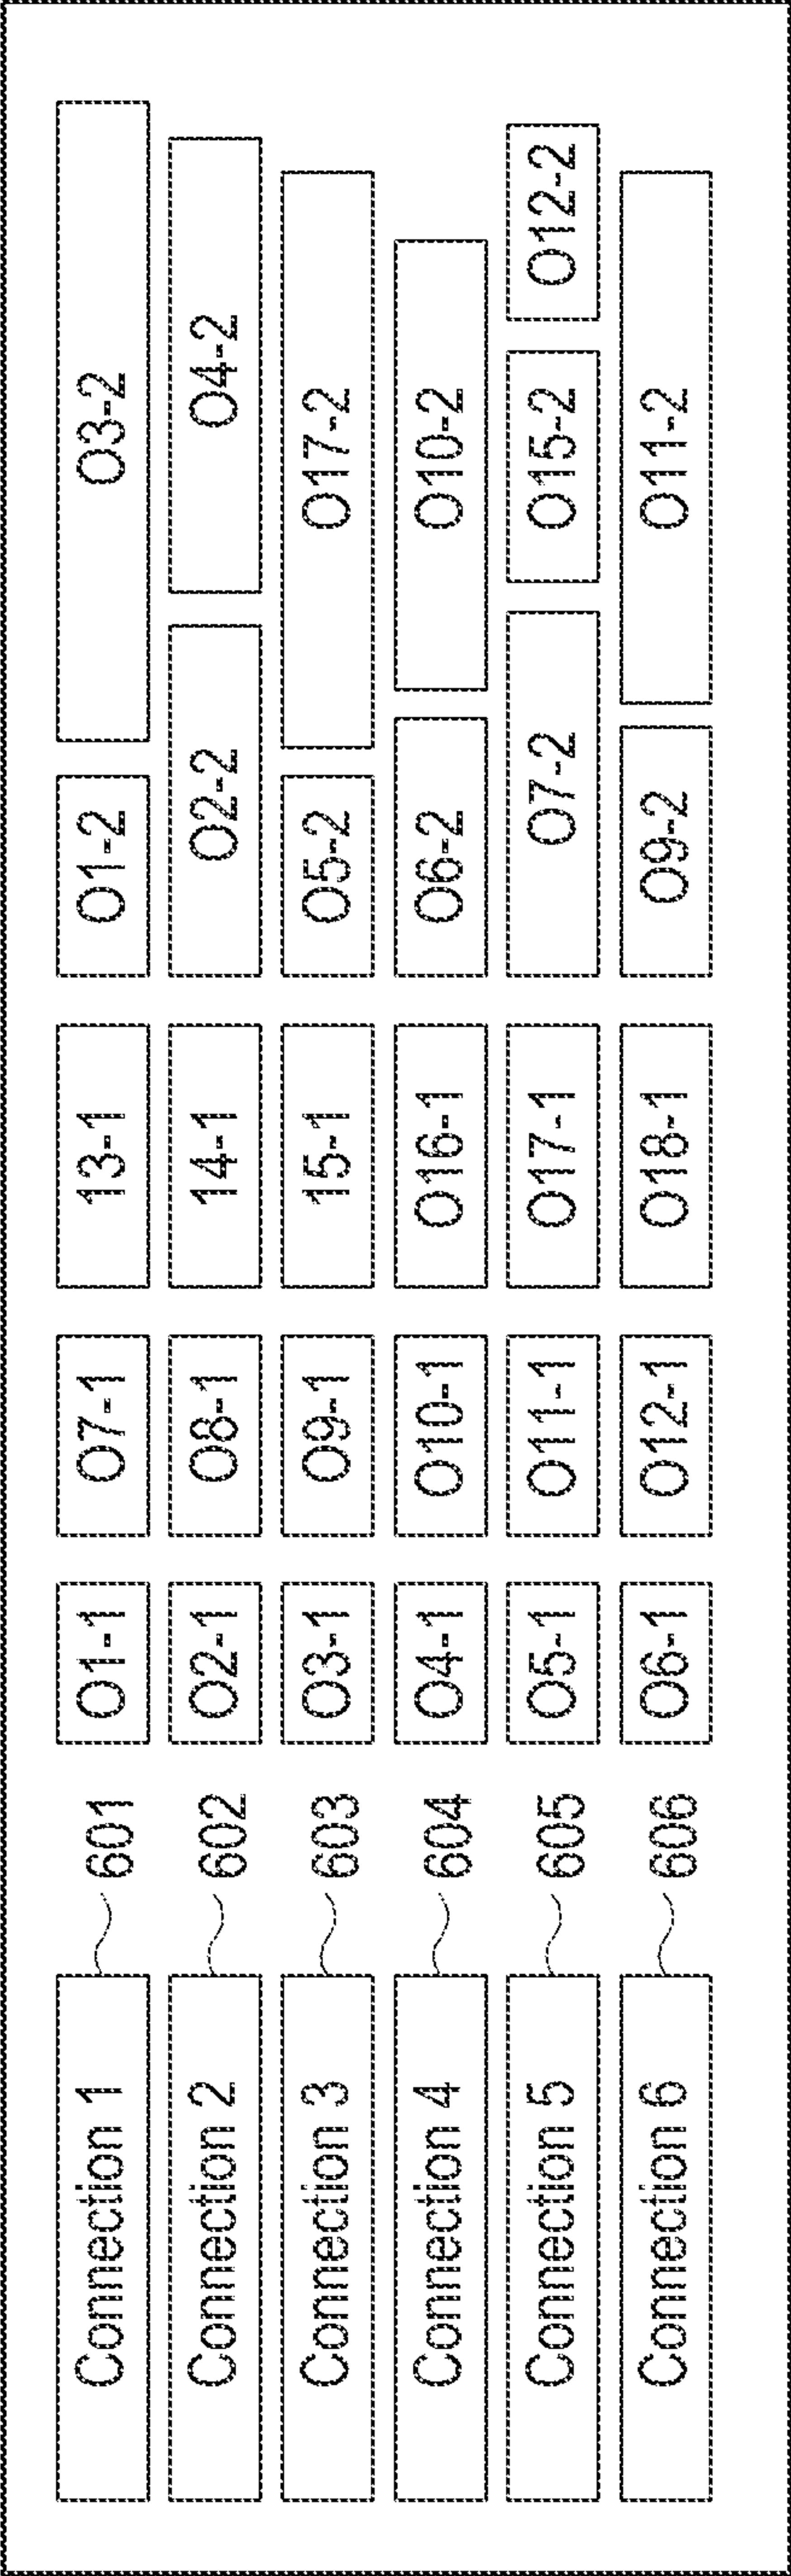 Connection 1 601 O1-1 O7-1 13-1 O1-2 O3-2
Connection 2 602 O2-1 O8-1 14-1 O2-2 O4-2
Connection 3 603 O3-1 O9-1 15-1 O5-2 O17-2
Connection 4 604 O4-1 O10-1 O16-1 O6-2 O10-2
Connection 5 605 O5-1 O11-1 O17-1 O7-2 O15-2 O12-2
Connection 6 606 O6-1 O12-1 O18-1 O9-2 O11-2